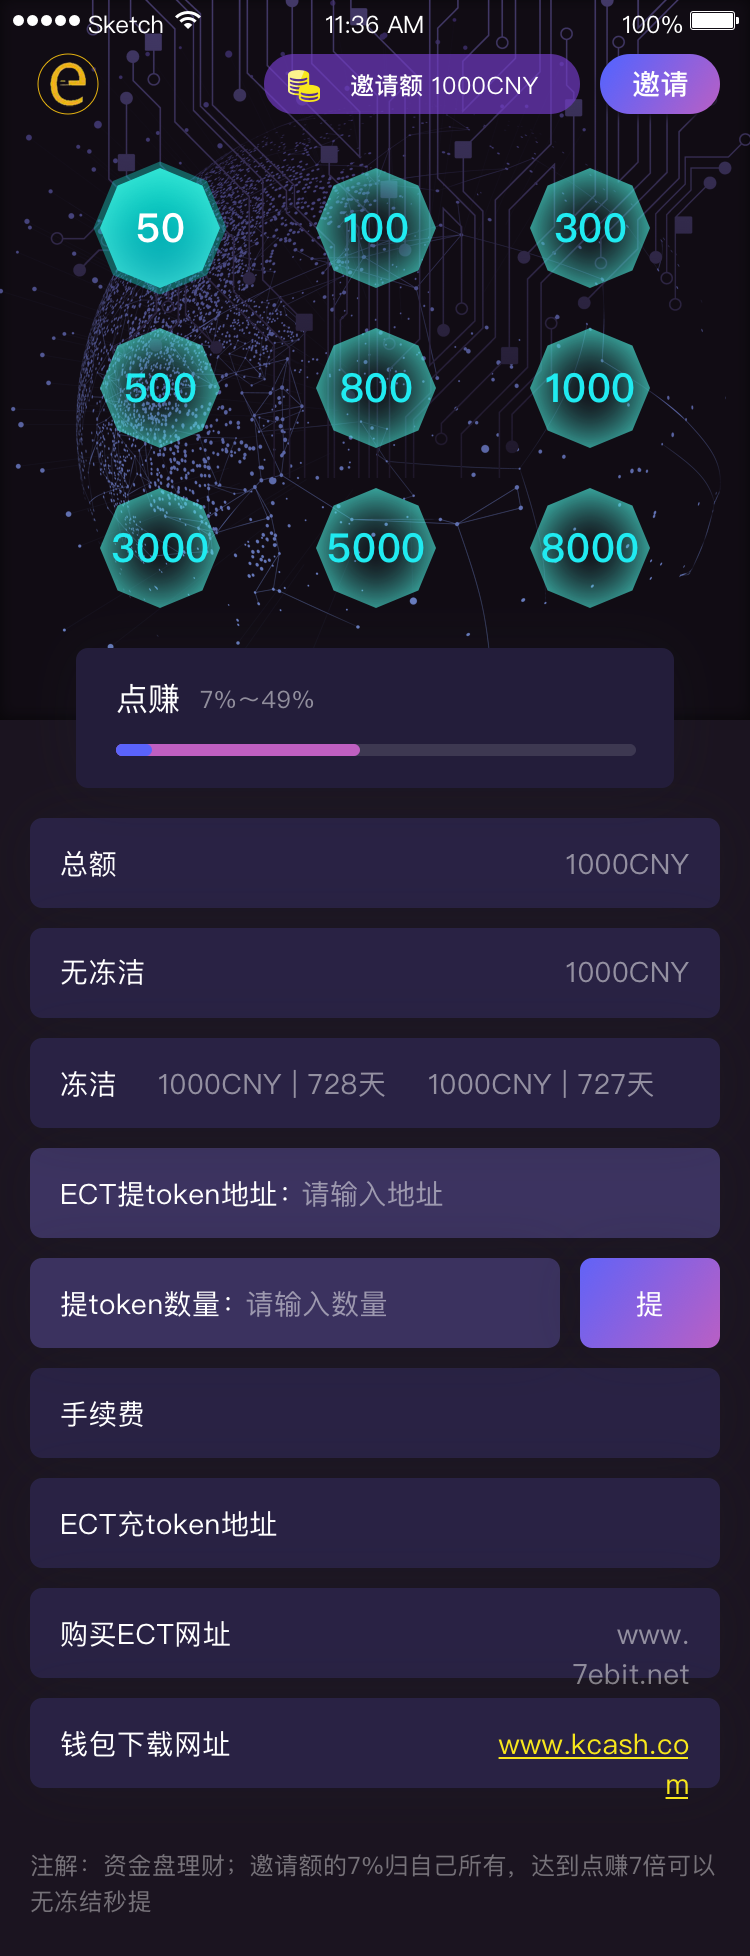 Sketch 11:36 AM 100%
e 邀请额 1000CNY 邀请
50 100 300
500 800 1000
3000 5000 8000
点赚 7%～49%
总额 1000CNY
无冻洁 1000CNY
冻洁 1000CNY | 728天 1000CNY | 727天
ECT提token地址：请输入地址
提token数量：请输入数量 提
手续费
ECT充token地址
购买ECT网址 www.
7ebit.net
钱包下载网址 www.kcash.co
m
注解：资金盘理财；邀请额的7%归自己所有，达到点赚7倍可以
无冻结秒提